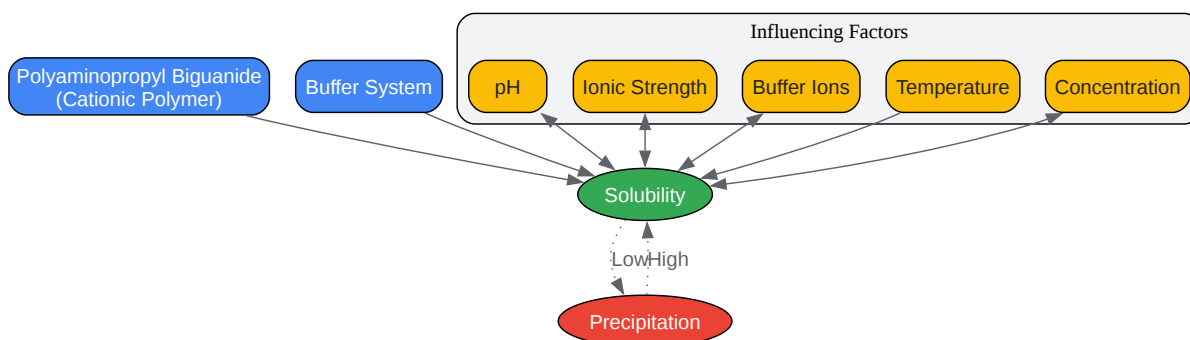 Influencing Factors
Polyaminopropyl Biguanide
(Cationic Polymer)
Buffer System
pH
Ionic Strength
Buffer Ions
Temperature
Concentration
Solubility
Low
High
Precipitation